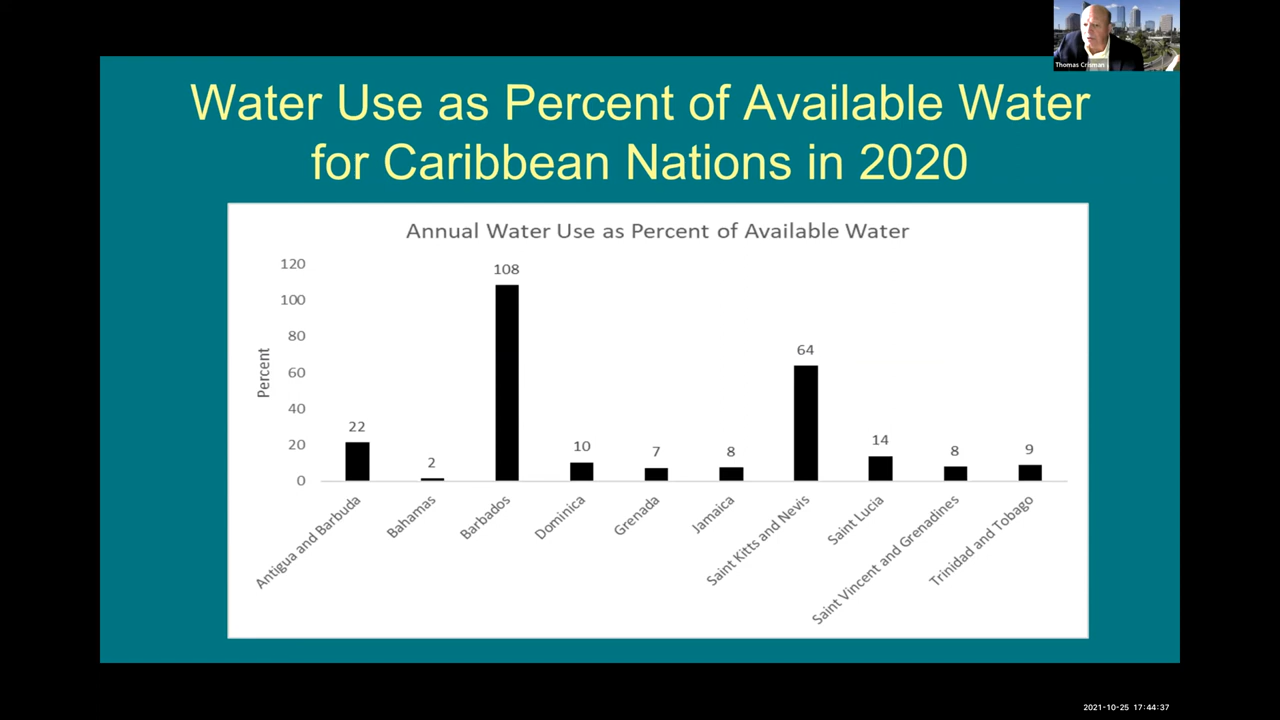 Thomas Crisman
Water Use as Percent of Available Water
for Caribbean Nations in 2020
Annual Water Use as Percent of Available Water
Percent
120
100
80
60
40
20
0
22
2
108
10
7
8
64
14
8
9
Antigua and Barbuda
Bahamas
Barbados
Dominica
Grenada
Jamaica
Saint Kitts and Nevis
Saint Lucia
Saint Vincent and Grenadines
Trinidad and Tobago
2021-10-25 17:44:37